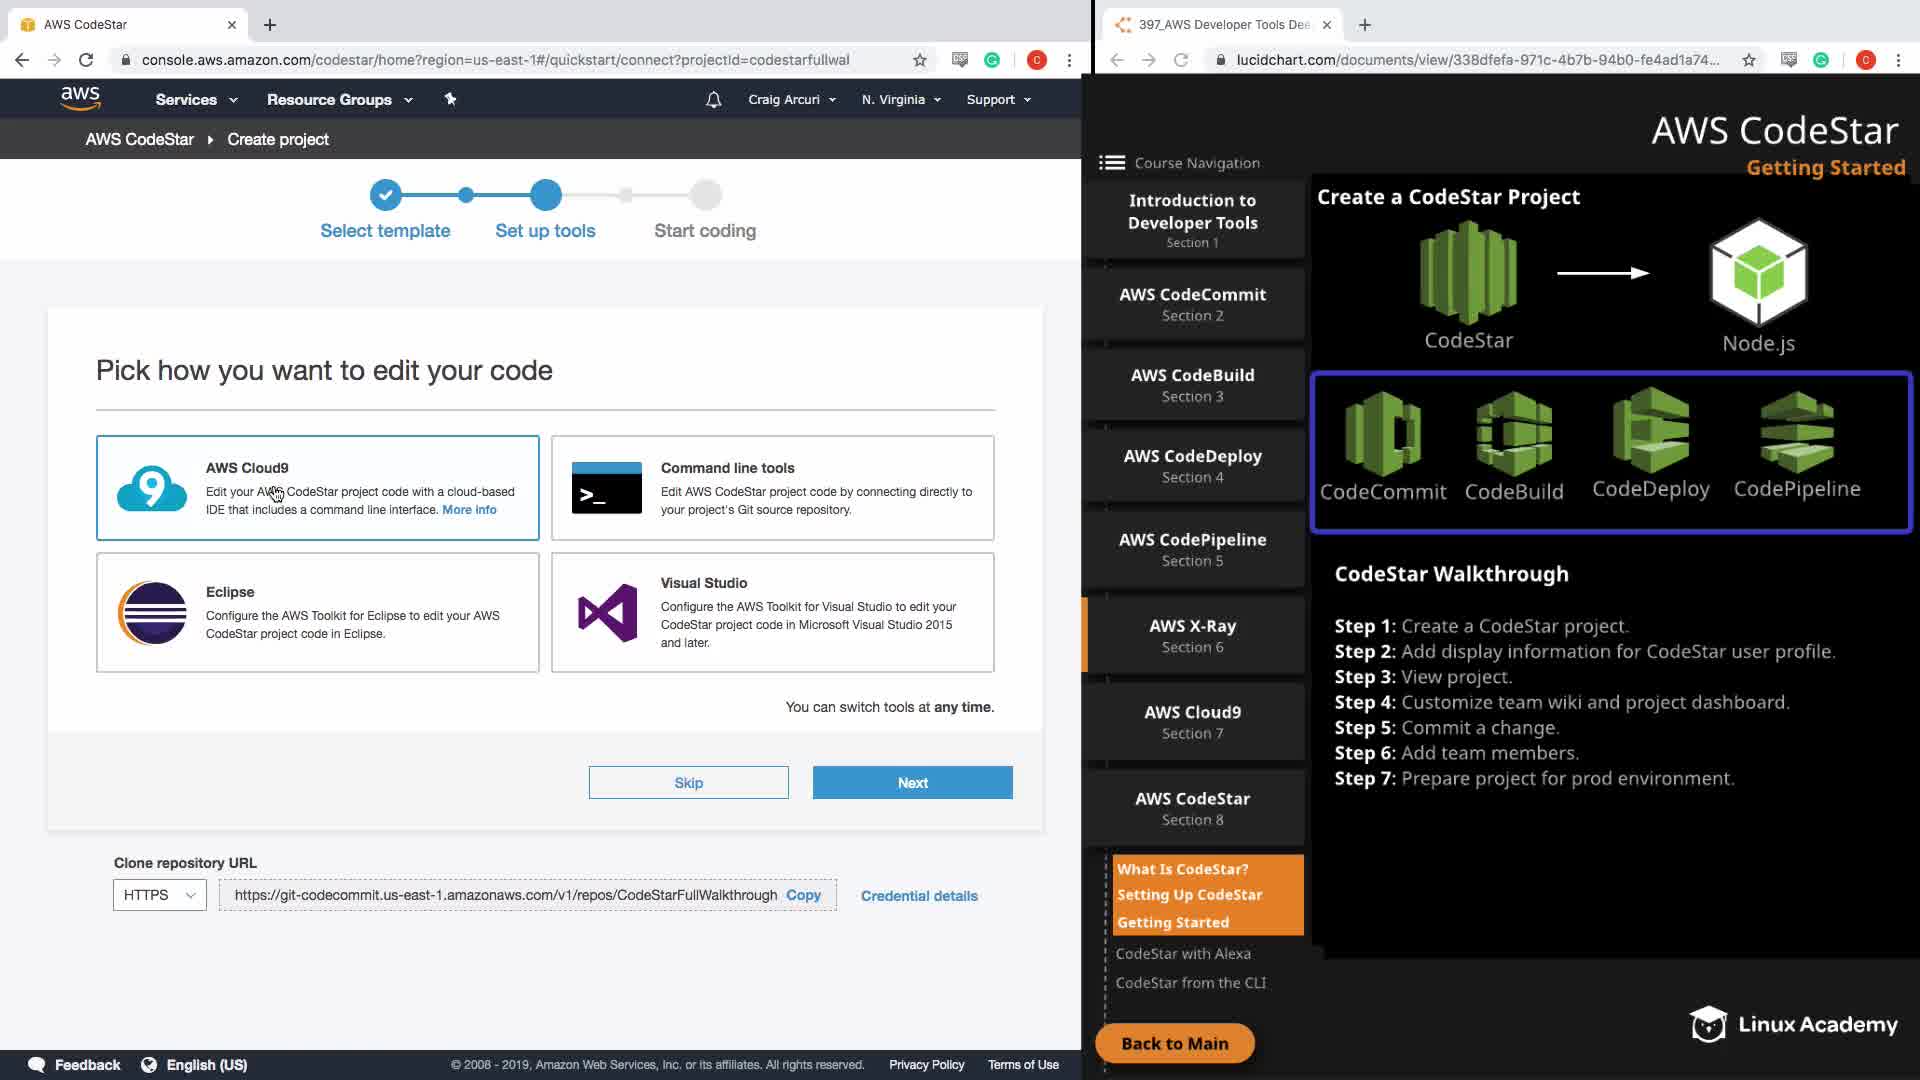 AWS CodeStar
console.aws.amazon.com/codestar/home?region=us-east-1#/quickstart/connect?projectId=codestarfullwal
aws
Services
Resource Groups
Craig Arcuri
N. Virginia
Support
AWS CodeStar
Create project
Select template
Set up tools
Start coding
Pick how you want to edit your code
AWS Cloud9
Edit your AWS CodeStar project code with a cloud-based
IDE that includes a command line interface. More info
Command line tools
Edit AWS CodeStar project code by connecting directly to
your project's Git source repository.
Eclipse
Configure the AWS Toolkit for Eclipse to edit your AWS
CodeStar project code in Eclipse.
Visual Studio
Configure the AWS Toolkit for Visual Studio to edit your
CodeStar project code in Microsoft Visual Studio 2015
and later.
You can switch tools at any time.
Skip
Next
Clone repository URL
HTTPS
https://git-codecommit.us-east-1.amazonaws.com/v1/repos/CodeStarFullWalkthrough
Copy
Credential details
Feedback
English (US)
© 2008 - 2019, Amazon Web Services, Inc. or its affiliates. All rights reserved.
Privacy Policy
Terms of Use
397_AWS Developer Tools Dee
lucidchart.com/documents/view/338dfefa-971c-4b7b-94b0-fe4ad1a74...
AWS CodeStar
Getting Started
Course Navigation
Introduction to
Developer Tools
Section 1
AWS CodeCommit
Section 2
AWS CodeBuild
Section 3
AWS CodeDeploy
Section 4
AWS CodePipeline
Section 5
AWS X-Ray
Section 6
AWS Cloud9
Section 7
AWS CodeStar
Section 8
What Is CodeStar?
Setting Up CodeStar
Getting Started
CodeStar with Alexa
CodeStar from the CLI
Back to Main
Create a CodeStar Project
CodeStar
Node.js
CodeCommit
CodeBuild
CodeDeploy
CodePipeline
CodeStar Walkthrough
Step 1: Create a CodeStar project.
Step 2: Add display information for CodeStar user profile.
Step 3: View project.
Step 4: Customize team wiki and project dashboard.
Step 5: Commit a change.
Step 6: Add team members.
Step 7: Prepare project for prod environment.
Linux Academy